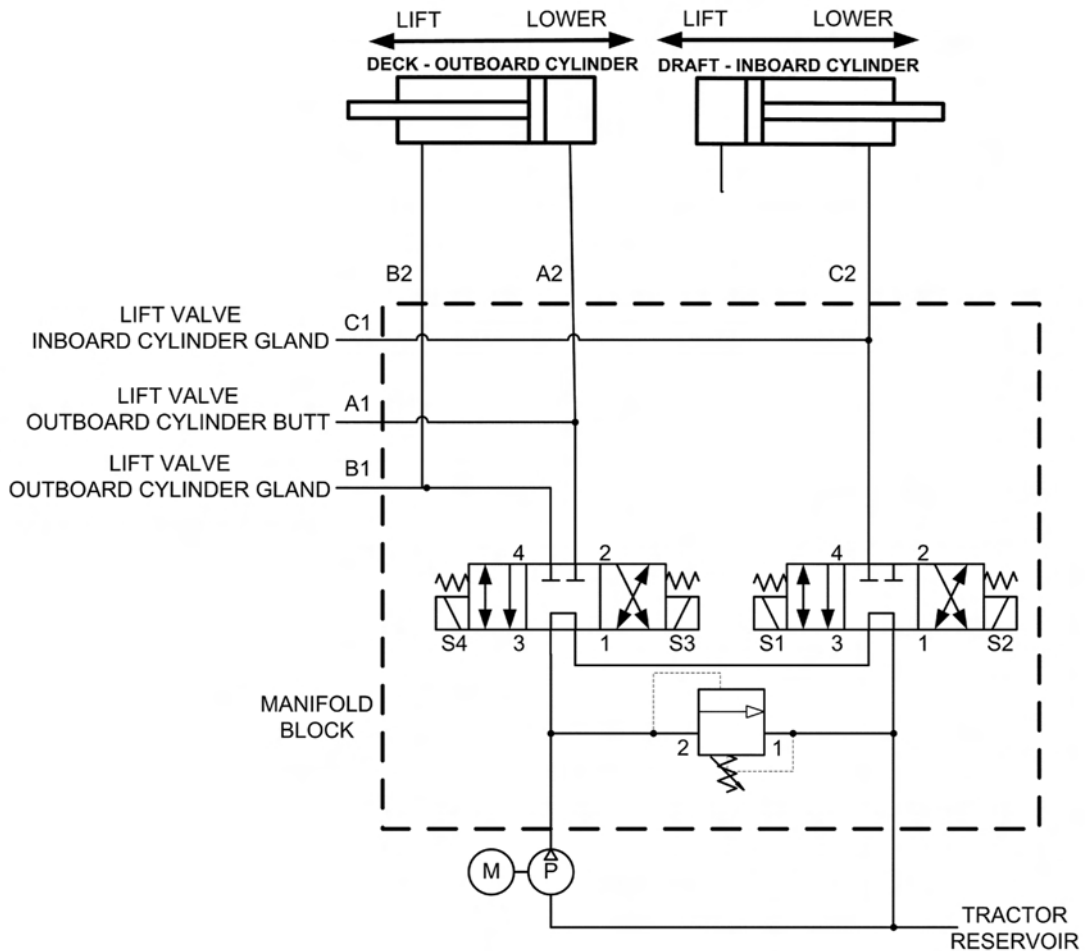 LIFT LOWER LIFT LOWER
DECK - OUTBOARD CYLINDER DRAFT - INBOARD CYLINDER
B2 A2 C2
LIFT VALVE
INBOARD CYLINDER GLAND C1
LIFT VALVE
OUTBOARD CYLINDER BUTT A1
LIFT VALVE
OUTBOARD CYLINDER GLAND B1
4 2 4 2
S4 3 1 S3 S1 3 1 S2
MANIFOLD
BLOCK
2 1
M P
TRACTOR
RESERVOIR